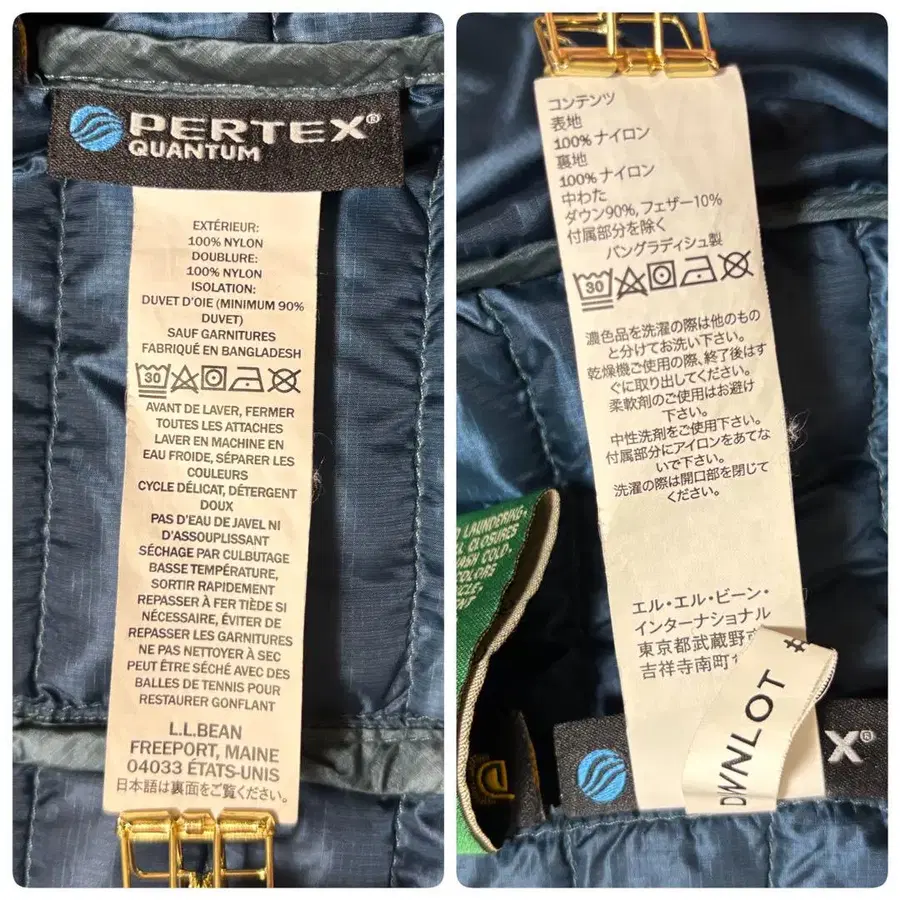 PERTEX®
QUANTUM
EXTÉRIEUR:
100% NYLON
DOUBLURE:
100% NYLON
ISOLATION:
DUVET D'OIE (MINIMUM 90%
DUVET)
SAUF GARNITURES
FABRIQUÉ EN BANGLADESH
30
AVANT DE LAVER, FERMER
TOUTES LES ATTACHES
LAVER EN MACHINE EN
EAU FROIDE, SÉPARER LES
COULEURS
CYCLE DÉLICAT, DÉTERGENT
DOUX
PAS D'EAU DE JAVEL NI
D'ASSOUPLISSANT
SÉCHAGE PAR CULBUTAGE
BASSE TEMPÉRATURE,
SORTIR RAPIDEMENT
REPASSER À FER TIÈDE SI
NÉCESSAIRE, ÉVITER DE
REPASSER LES GARNITURES
NE PAS NETTOYER À SEC
PEUT ÊTRE SÉCHÉ AVEC DES
BALLES DE TENNIS POUR
RESTAURER GONFLANT
L.L.BEAN
FREEPORT, MAINE
04033 ÉTATS-UNIS
日本語は裏面をご覧ください。
コンテンツ
表地
100% ナイロン
裏地
100% ナイロン
中わた
ダウン90%, フェザー10%
付属部分を除く
バングラディシュ製
30
濃色品を洗濯の際は他のもの
と分けてお洗い下さい。
乾燥機ご使用の際、終了後はす
ぐに取り出してください。
柔軟剤のご使用はお避け
下さい。
中性洗剤をご使用下さい。
付属部分にアイロンをあてな
いで下さい。
洗濯の際は開口部を閉じて
ください。
エル・エル・ビーン・
インターナショナル
東京都武蔵野
吉祥寺南町
LAUNDERING,
CLOSURES
COLD,
COLORS
DWNLOT #
X®